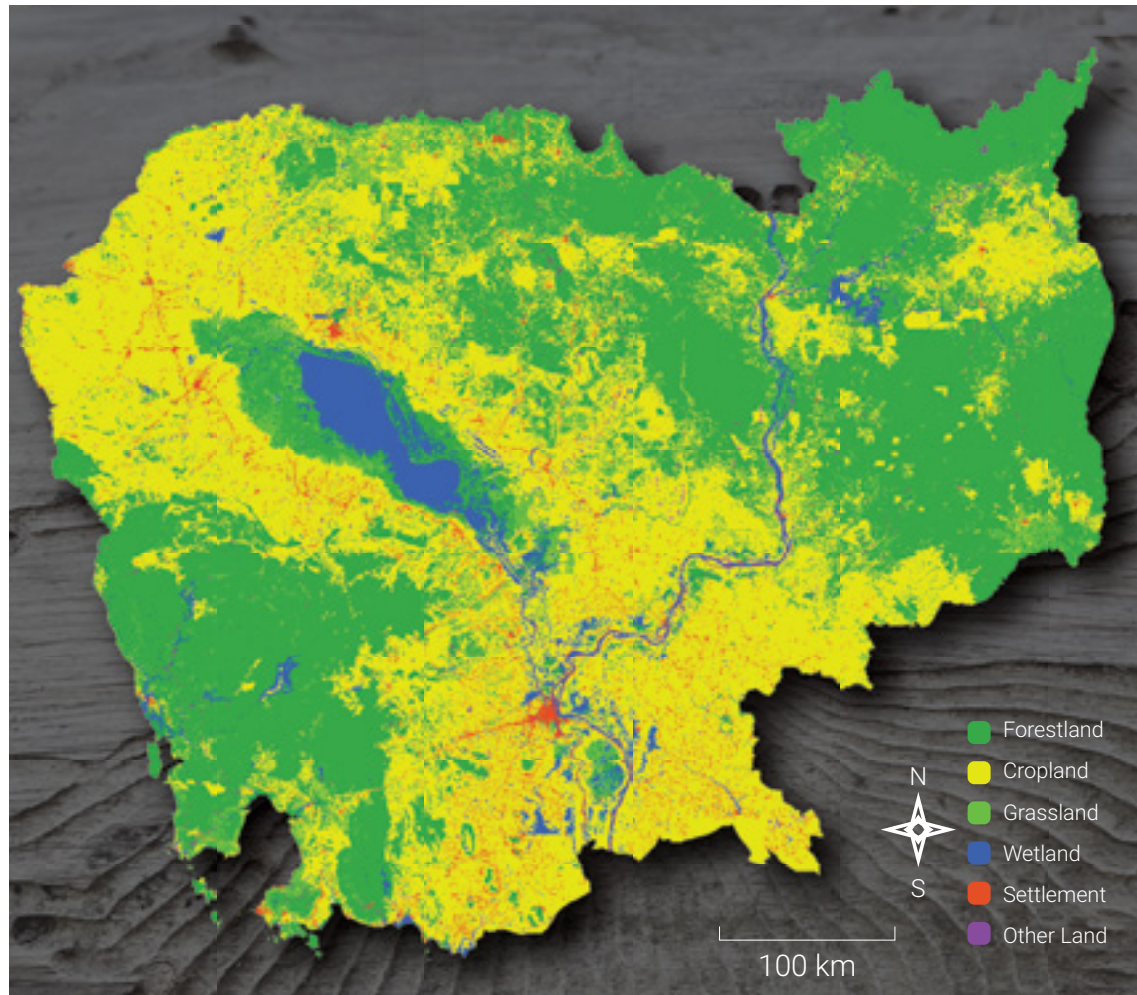 Forestland
Cropland
Grassland
Wetland
Settlement
Other Land
N
S
100 km